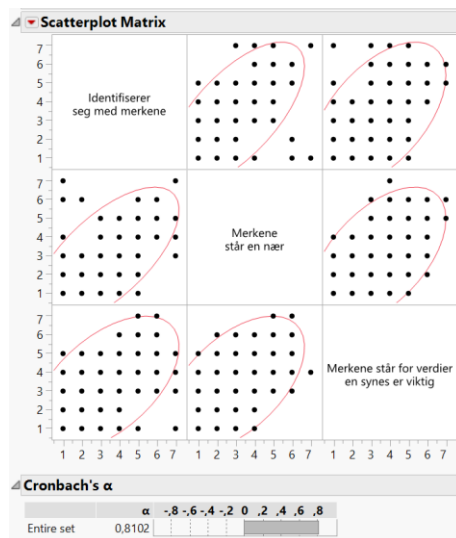 Scatterplot Matrix
7
6
5
4
3
2
1
Identifiserer
seg med merkene
7
6
5
4
3
2
1
Merkene
står en nær
7
6
5
4
3
2
1
Merkene står for verdier
en synes er viktig
1 2 3 4 5 6 7 1 2 3 4 5 6 7 1 2 3 4 5 6 7
Cronbach's α
α -,8 -,6 -,4 -,2 0 ,2 ,4 ,6 ,8
Entire set 0,8102